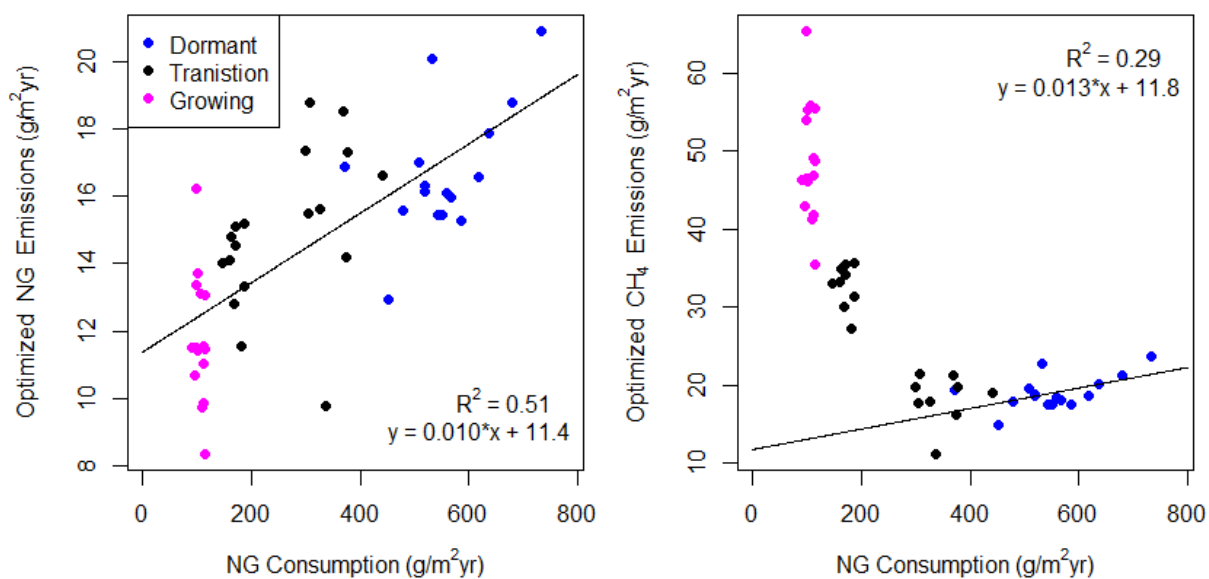 Dormant
Tranistion
Growing
R² = 0.51
y = 0.010*x + 11.4
8 10 12 14 16 18 20
0 200 400 600 800
Optimized NG Emissions (g/m²yr)
NG Consumption (g/m²yr)
R² = 0.29
y = 0.013*x + 11.8
10 20 30 40 50 60
0 200 400 600 800
Optimized CH₄ Emissions (g/m²yr)
NG Consumption (g/m²yr)